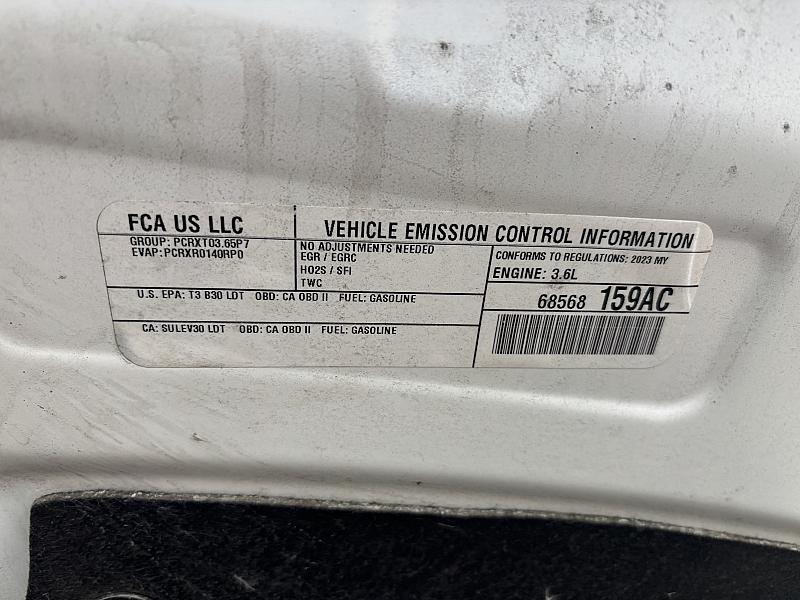 FCA US LLC
GROUP: PCRXT03.65P7
EVAP: PCRXR0140RP0
VEHICLE EMISSION CONTROL INFORMATION
NO ADJUSTMENTS NEEDED
EGR / EGRC
HO2S / SFI
TWC
CONFORMS TO REGULATIONS: 2023 MY
ENGINE: 3.6L
U.S. EPA: T3 B30 LDT OBD: CA OBD II FUEL: GASOLINE
68568 159AC
CA: SULEV30 LDT OBD: CA OBD II FUEL: GASOLINE